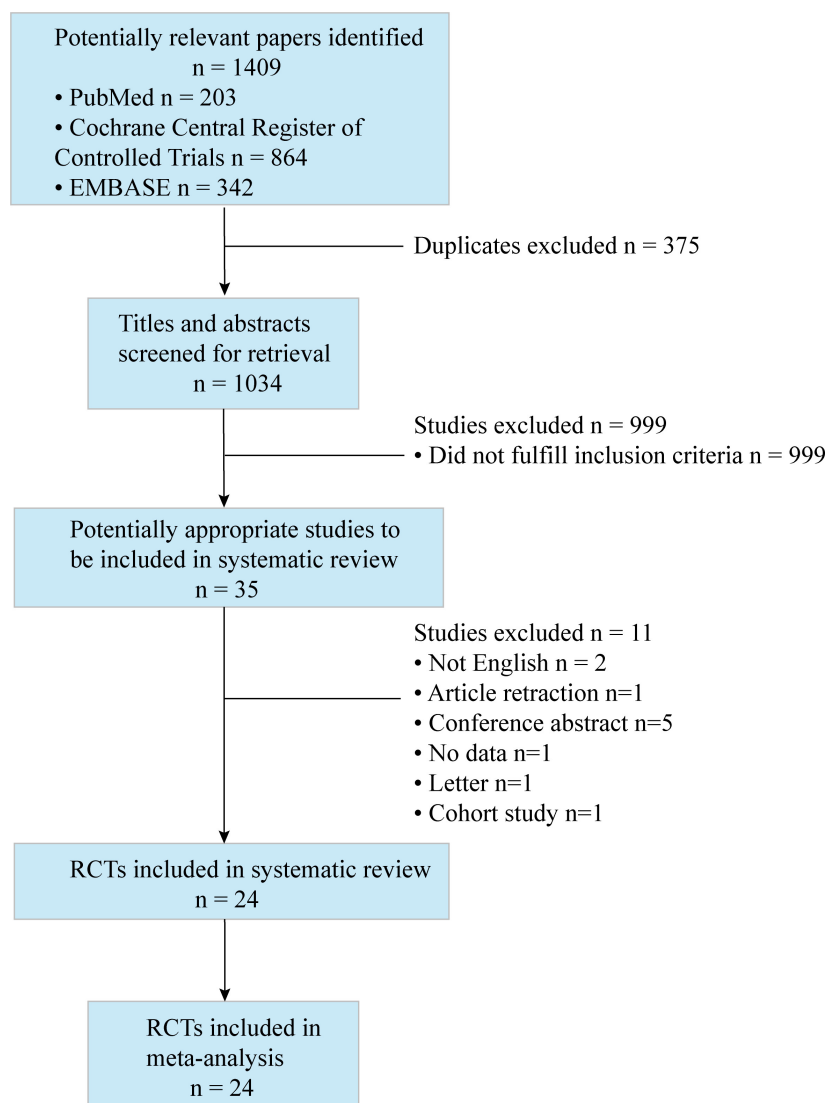 Potentially relevant papers identified
n = 1409
• PubMed n = 203
• Cochrane Central Register of
Controlled Trials n = 864
• EMBASE n = 342
Duplicates excluded n = 375
Titles and abstracts
screened for retrieval
n = 1034
Studies excluded n = 999
• Did not fulfill inclusion criteria n = 999
Potentially appropriate studies to
be included in systematic review
n = 35
Studies excluded n = 11
• Not English n = 2
• Article retraction n=1
• Conference abstract n=5
• No data n=1
• Letter n=1
• Cohort study n=1
RCTs included in systematic review
n = 24
RCTs included in
meta-analysis
n = 24